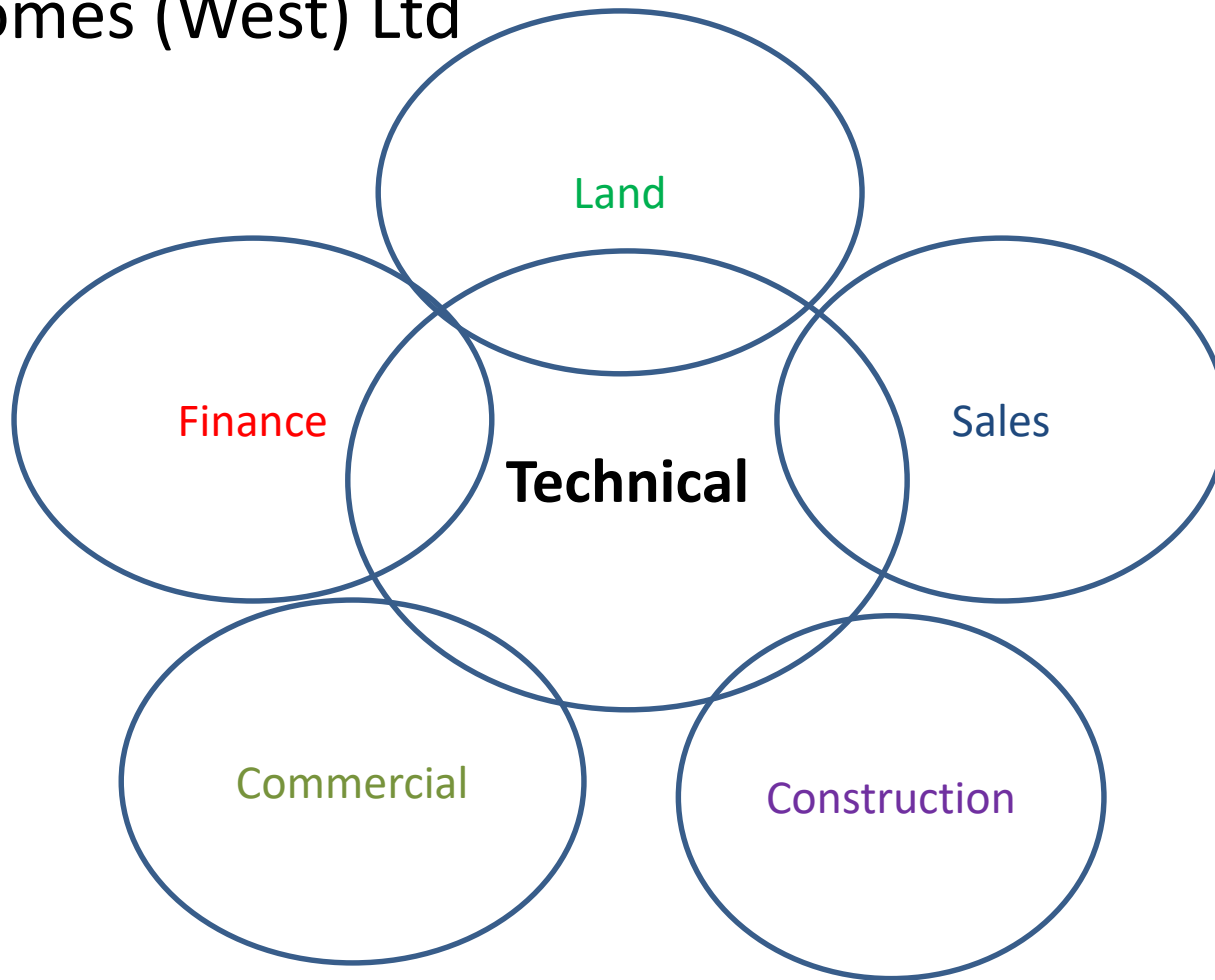 omes (West) Ltd
Land
Finance
Sales
Technical
Commercial
Construction